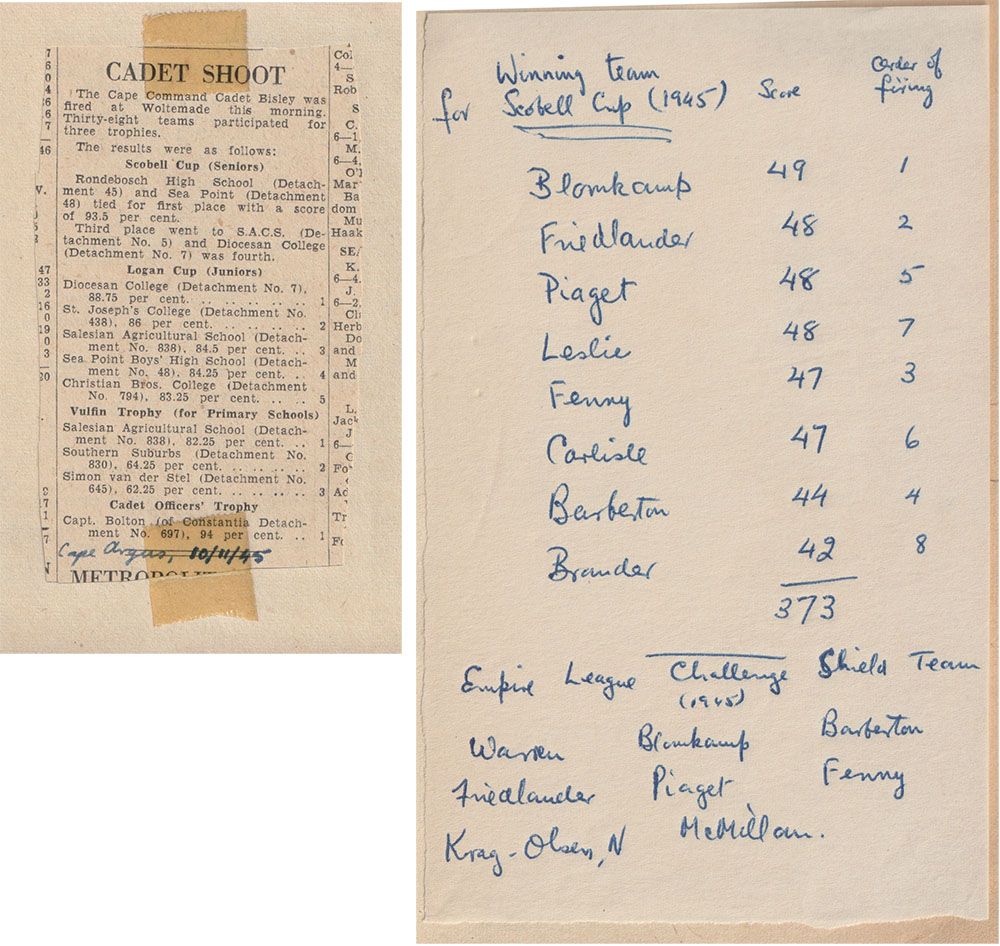 CADET SHOOT
The Cape Command Cadet Bisley was
fired at Woltemade this morning.
Thirty-eight teams participated for
three trophies.
The results were as follows:
Scobell Cup (Seniors)
Rondebosch High School (Detach-
ment 45) and Sea Point (Detachment
48) tied for first place with a score
of 93.5 per cent.
Third place went to S.A.C.S. (De-
tachment No. 5) and Diocesan College
(Detachment No. 7) was fourth.
Logan Cup (Juniors)
Diocesan College (Detachment No. 7),
88.75 per cent. .. .. .. .. .. .. 1
St. Joseph's College (Detachment No.
438), 86 per cent. .. .. .. .. .. 2
Salesian Agricultural School (Detach-
ment No. 838), 84.5 per cent. .. 3
Sea Point Boys' High School (Detach-
ment No. 48), 84.25 per cent. .. 4
Christian Bros. College (Detachment
No. 794), 83.25 per cent. .. .. 5
Vulfin Trophy (for Primary Schools)
Salesian Agricultural School (Detach-
ment No. 838), 82.25 per cent. .. 1
Southern Suburbs (Detachment No.
830), 64.25 per cent. .. .. .. .. 2
Simon van der Stel (Detachment No.
645), 62.25 per cent. .. .. .. .. 3
Cadet Officers' Trophy
Capt. Bolton (of Constantia Detach-
ment No. 697), 94 per cent. .. 1
Cape Argus, 10/11/45
Winning team
for Scobell Cup (1945) Score Order of firing
Blomkamp 49 1
Friedlander 48 2
Piaget 48 5
Leslie 48 7
Fenny 47 3
Carlisle 47 6
Barberton 44 4
Brander 42 8
373
Empire League Challenge Shield Team
(1945)
Warren Blomkamp Barberton
Friedlander Piaget Fenny
Krag-Olsen, N McMillan.